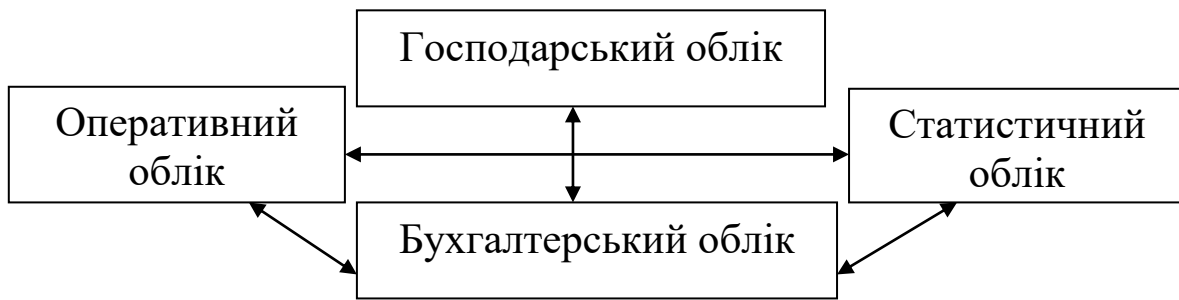 Господарський облік
Оперативний
облік
Статистичний
облік
Бухгалтерський облік